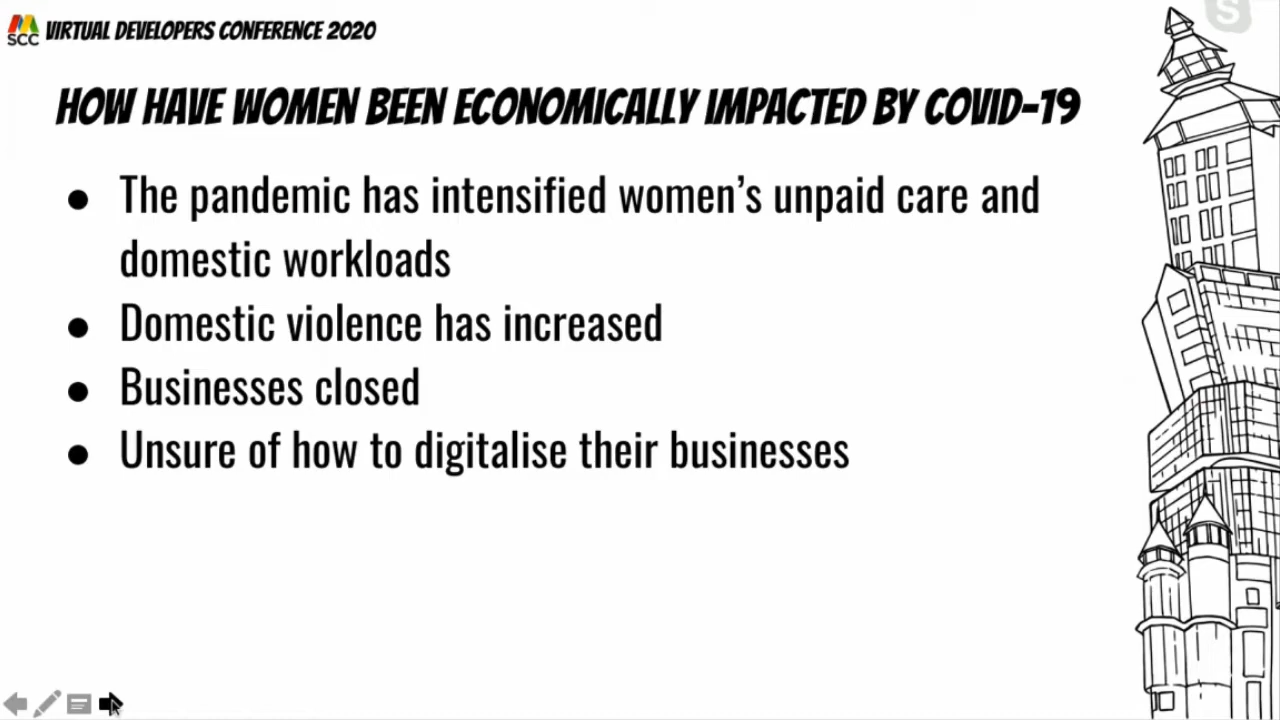 SCC VIRTUAL DEVELOPERS CONFERENCE 2020
S
HOW HAVE WOMEN BEEN ECONOMICALLY IMPACTED BY COVID-19
● The pandemic has intensified women's unpaid care and
domestic workloads
● Domestic violence has increased
● Businesses closed
● Unsure of how to digitalise their businesses